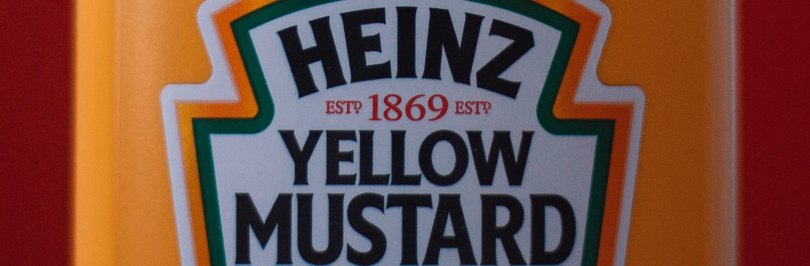 HEINZ
ESTD 1869 ESTD
YELLOW
MUSTARD